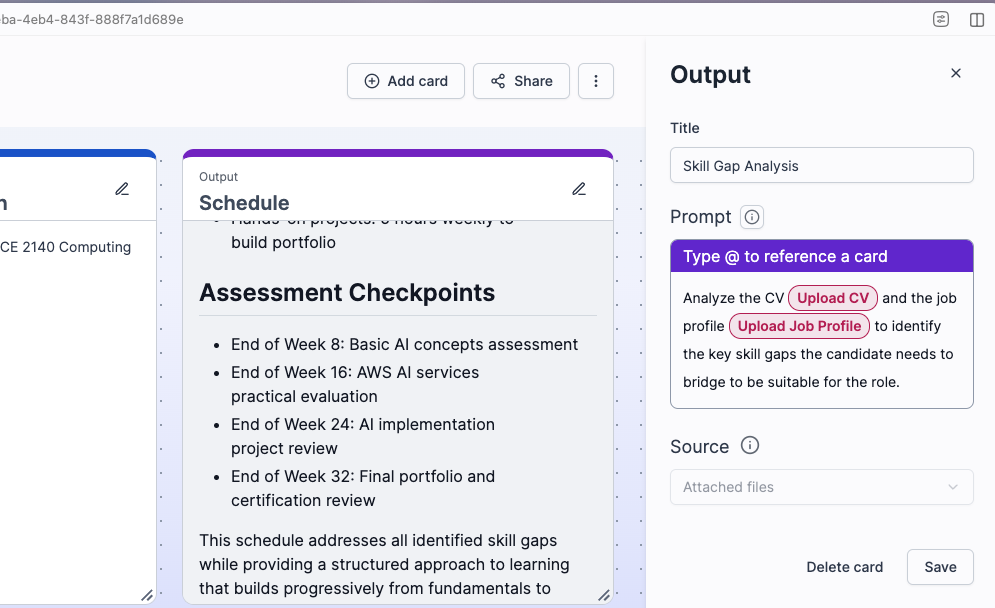 ba-4eb4-843f-888f7a1d689e
Add card
Share
n
CE 2140 Computing
Output
Schedule
Hands-on projects: 6 hours weekly to
build portfolio
Assessment Checkpoints
• End of Week 8: Basic AI concepts assessment
• End of Week 16: AWS AI services
practical evaluation
• End of Week 24: AI implementation
project review
• End of Week 32: Final portfolio and
certification review
This schedule addresses all identified skill gaps
while providing a structured approach to learning
that builds progressively from fundamentals to
Output
Title
Skill Gap Analysis
Prompt
Type @ to reference a card
Analyze the CV Upload CV and the job
profile Upload Job Profile to identify
the key skill gaps the candidate needs to
bridge to be suitable for the role.
Source
Attached files
Delete card
Save